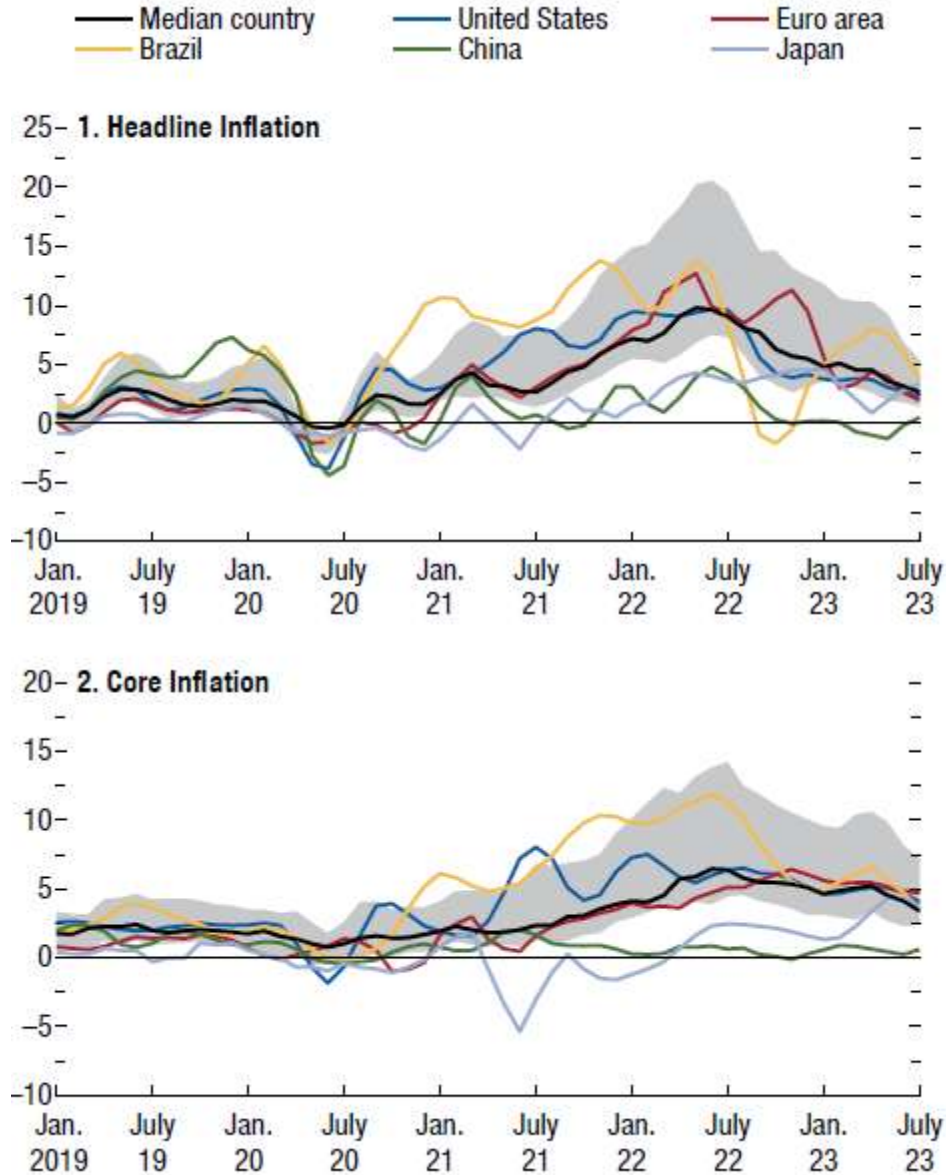 Median country United States Euro area
Brazil China Japan
1. Headline Inflation
25
20
15
10
5
0
–5
–10
Jan. July Jan. July Jan. July Jan. July Jan. July
2019 19 20 20 21 21 22 22 23 23
2. Core Inflation
20
15
10
5
0
–5
–10
Jan. July Jan. July Jan. July Jan. July Jan. July
2019 19 20 20 21 21 22 22 23 23